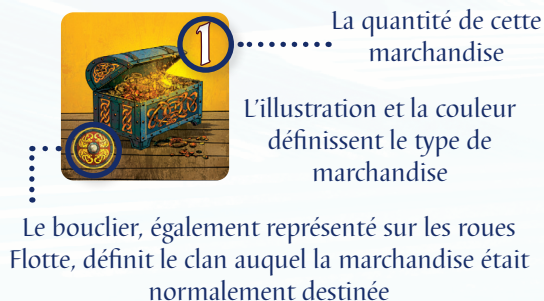 1
La quantité de cette
marchandise
L'illustration et la couleur
définissent le type de
marchandise
Le bouclier, également représenté sur les roues
Flotte, définit le clan auquel la marchandise était
normalement destinée